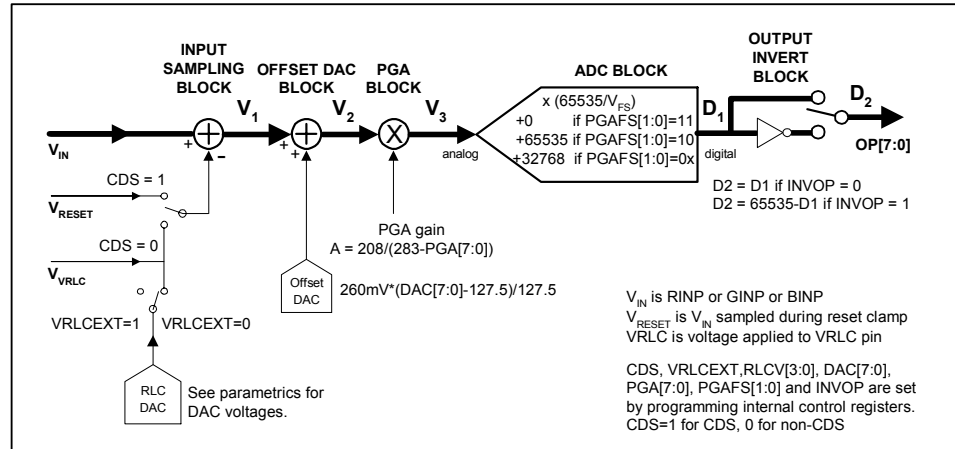 INPUT
SAMPLING
BLOCK
OFFSET DAC
BLOCK
PGA
BLOCK
ADC BLOCK
OUTPUT
INVERT
BLOCK
V1
V2
V3
D1
D2
x (65535/VFS)
+0 if PGAFS[1:0]=11
+65535 if PGAFS[1:0]=10
+32768 if PGAFS[1:0]=0x
+
+
-
+
+
+
X
analog
digital
VIN
OP[7:0]
CDS = 1
VRESET
CDS = 0
VVRLC
VRLCEXT=1
VRLCEXT=0
RLC
DAC
See parametrics for
DAC voltages.
Offset
DAC
260mV*(DAC[7:0]-127.5)/127.5
PGA gain
A = 208/(283-PGA[7:0])
D2 = D1 if INVOP = 0
D2 = 65535-D1 if INVOP = 1
VIN is RINP or GINP or BINP
VRESET is VIN sampled during reset clamp
VRLC is voltage applied to VRLC pin
CDS, VRLCEXT,RLCV[3:0], DAC[7:0],
PGA[7:0], PGAFS[1:0] and INVOP are set
by programming internal control registers.
CDS=1 for CDS, 0 for non-CDS